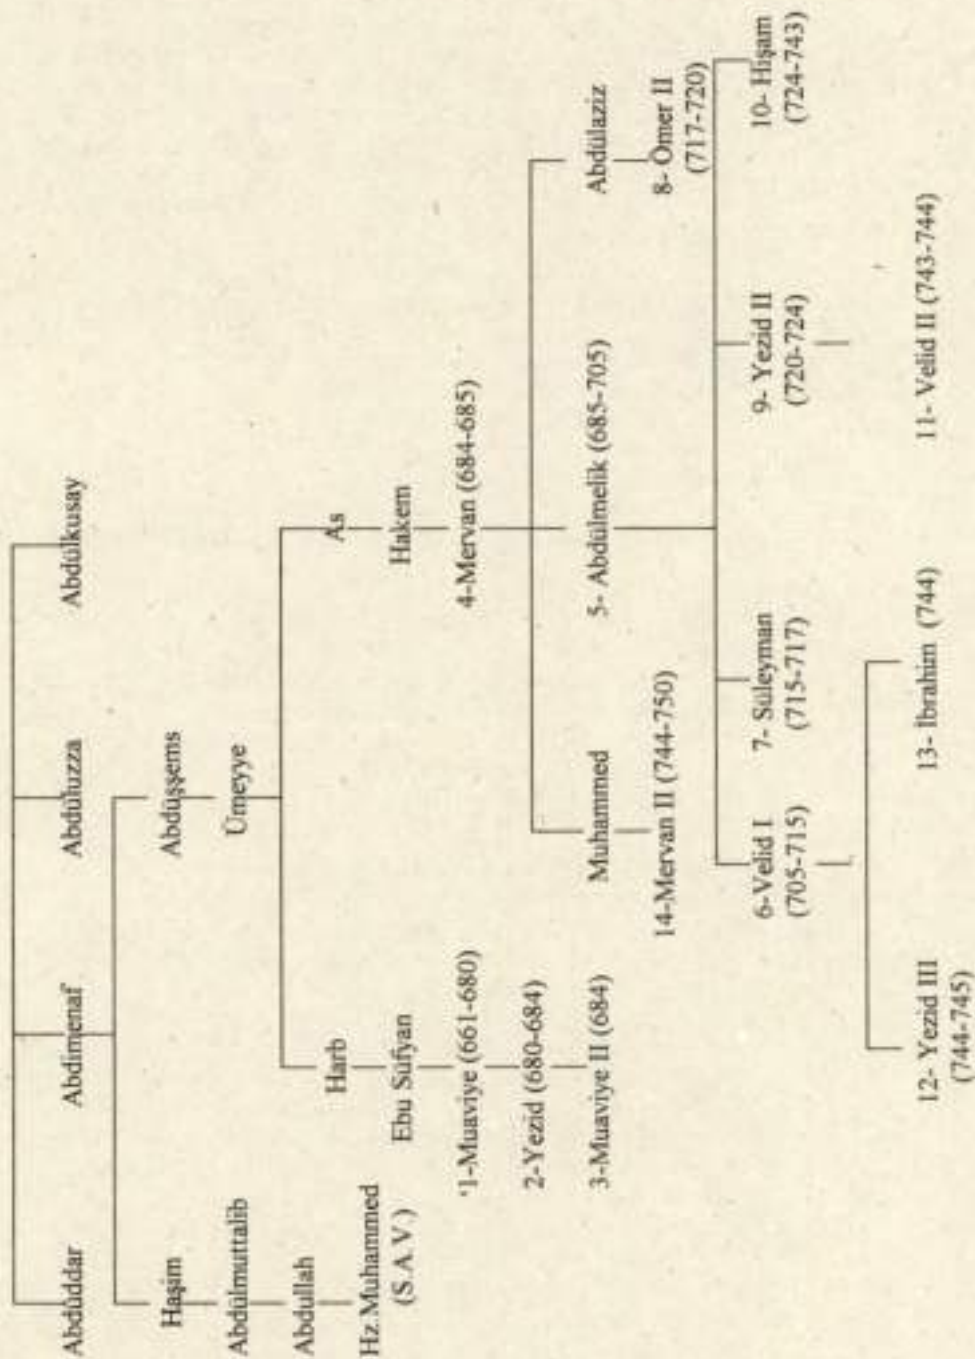 Abdüddar Abdimenaf Abdüluzza Abdülkusay
Haşim Abdüşşems
Abdülmuttalib Ümeyye
Abdullah Harb As
Hz.Muhammed Ebu Süfyan Hakem
(S.A.V.)
'1-Muaviye (661-680) 4-Mervan (684-685)
2-Yezid (680-684)
3-Muaviye II (684) Muhammed 5- Abdülmelik (685-705) Abdülaziz
14-Mervan II (744-750) 8- Ömer II
(717-720)
6-Velid I 7- Süleyman 9- Yezid II 10- Hişam
(705-715) (715-717) (720-724) (724-743)
12- Yezid III 13- İbrahim (744) 11- Velid II (743-744)
(744-745)